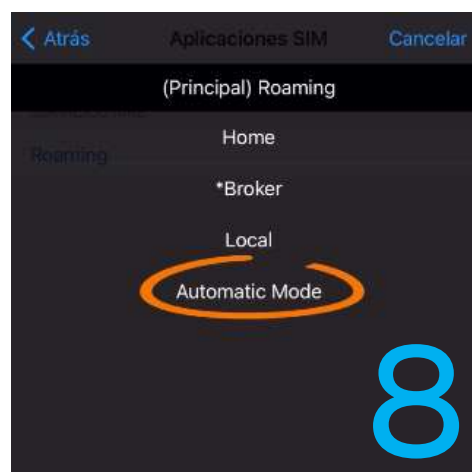 Atrás Aplicaciones SIM Cancelar
(Principal) Roaming
Roaming
Home
*Broker
Local
Automatic Mode
8